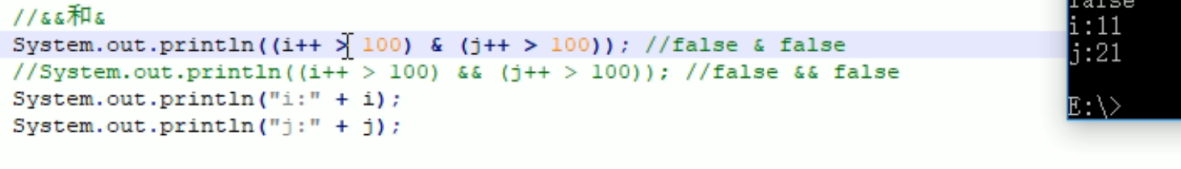 //&&和&
System.out.println((i++ > 100) & (j++ > 100)); //false & false
//System.out.println((i++ > 100) && (j++ > 100)); //false && false
System.out.println("i:" + i);
System.out.println("j:" + j);
false
i:11
j:21
E:\>